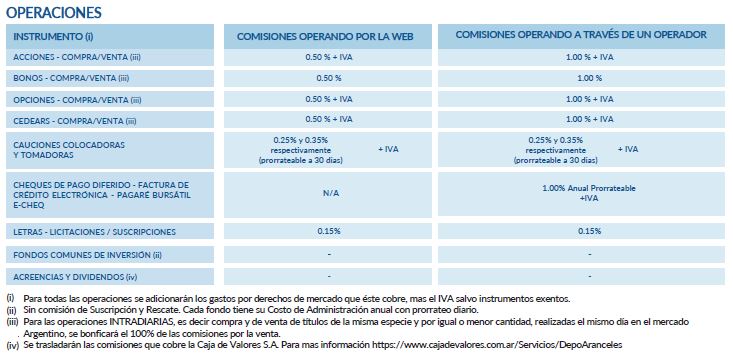 OPERACIONES
INSTRUMENTO (i) COMISIONES OPERANDO POR LA WEB COMISIONES OPERANDO A TRAVÉS DE UN OPERADOR
ACCIONES - COMPRA/VENTA (iii) 0.50 % + IVA 1.00 % + IVA
BONOS - COMPRA/VENTA (iii) 0.50 % 1.00 %
OPCIONES - COMPRA/VENTA (iii) 0.50 % + IVA 1.00 % + IVA
CEDEARS - COMPRA/VENTA (iii) 0.50 % + IVA 1.00 % + IVA
CAUCIONES COLOCADORAS
Y TOMADORAS
0.25% y 0.35%
respectivamente + IVA
(prorrateable a 30 dias)
0.25% y 0.35%
respectivamente + IVA
(prorrateable a 30 dias)
CHEQUES DE PAGO DIFERIDO - FACTURA DE
CRÉDITO ELECTRÓNICA - PAGARÉ BURSÁTIL
E-CHEQ
N/A
1.00% Anual Prorrateable
+IVA
LETRAS - LICITACIONES / SUSCRIPCIONES 0.15% 0.15%
FONDOS COMUNES DE INVERSIÓN (ii) - -
ACREENCIAS Y DIVIDENDOS (iv) - -
(i) Para todas las operaciones se adicionarán los gastos por derechos de mercado que éste cobre, mas el IVA salvo instrumentos exentos.
(ii) Sin comisión de Suscripción y Rescate. Cada fondo tiene su Costo de Administración anual con prorrateo diario.
(iii) Para las operaciones INTRADIARIAS, es decir compra y de venta de títulos de la misma especie y por igual o menor cantidad, realizadas el mismo día en el mercado
Argentino, se bonficará el 100% de las comisiones por la venta.
(iv) Se trasladarán las comisiones que cobre la Caja de Valores S.A. Para mas información https://www.cajadevalores.com.ar/Servicios/DepoAranceles